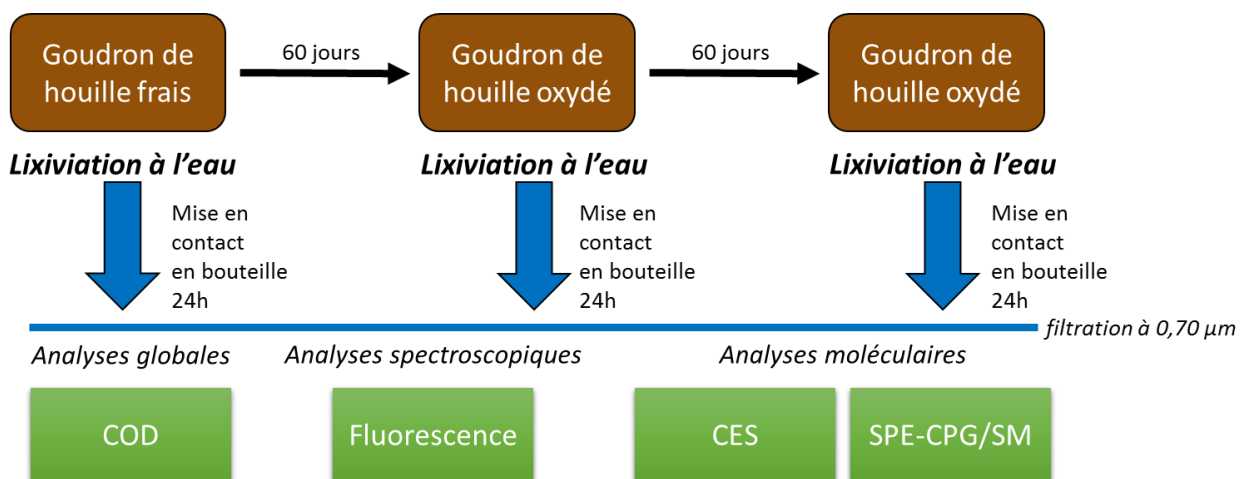 Goudron de
houille frais
60 jours
Goudron de
houille oxydé
60 jours
Goudron de
houille oxydé
Lixiviation à l'eau
Lixiviation à l'eau
Lixiviation à l'eau
Mise en
contact
en bouteille
24h
Mise en
contact
en bouteille
24h
Mise en
contact
en bouteille
24h
filtration à 0,70 µm
Analyses globales
Analyses spectroscopiques
Analyses moléculaires
COD
Fluorescence
CES
SPE-CPG/SM